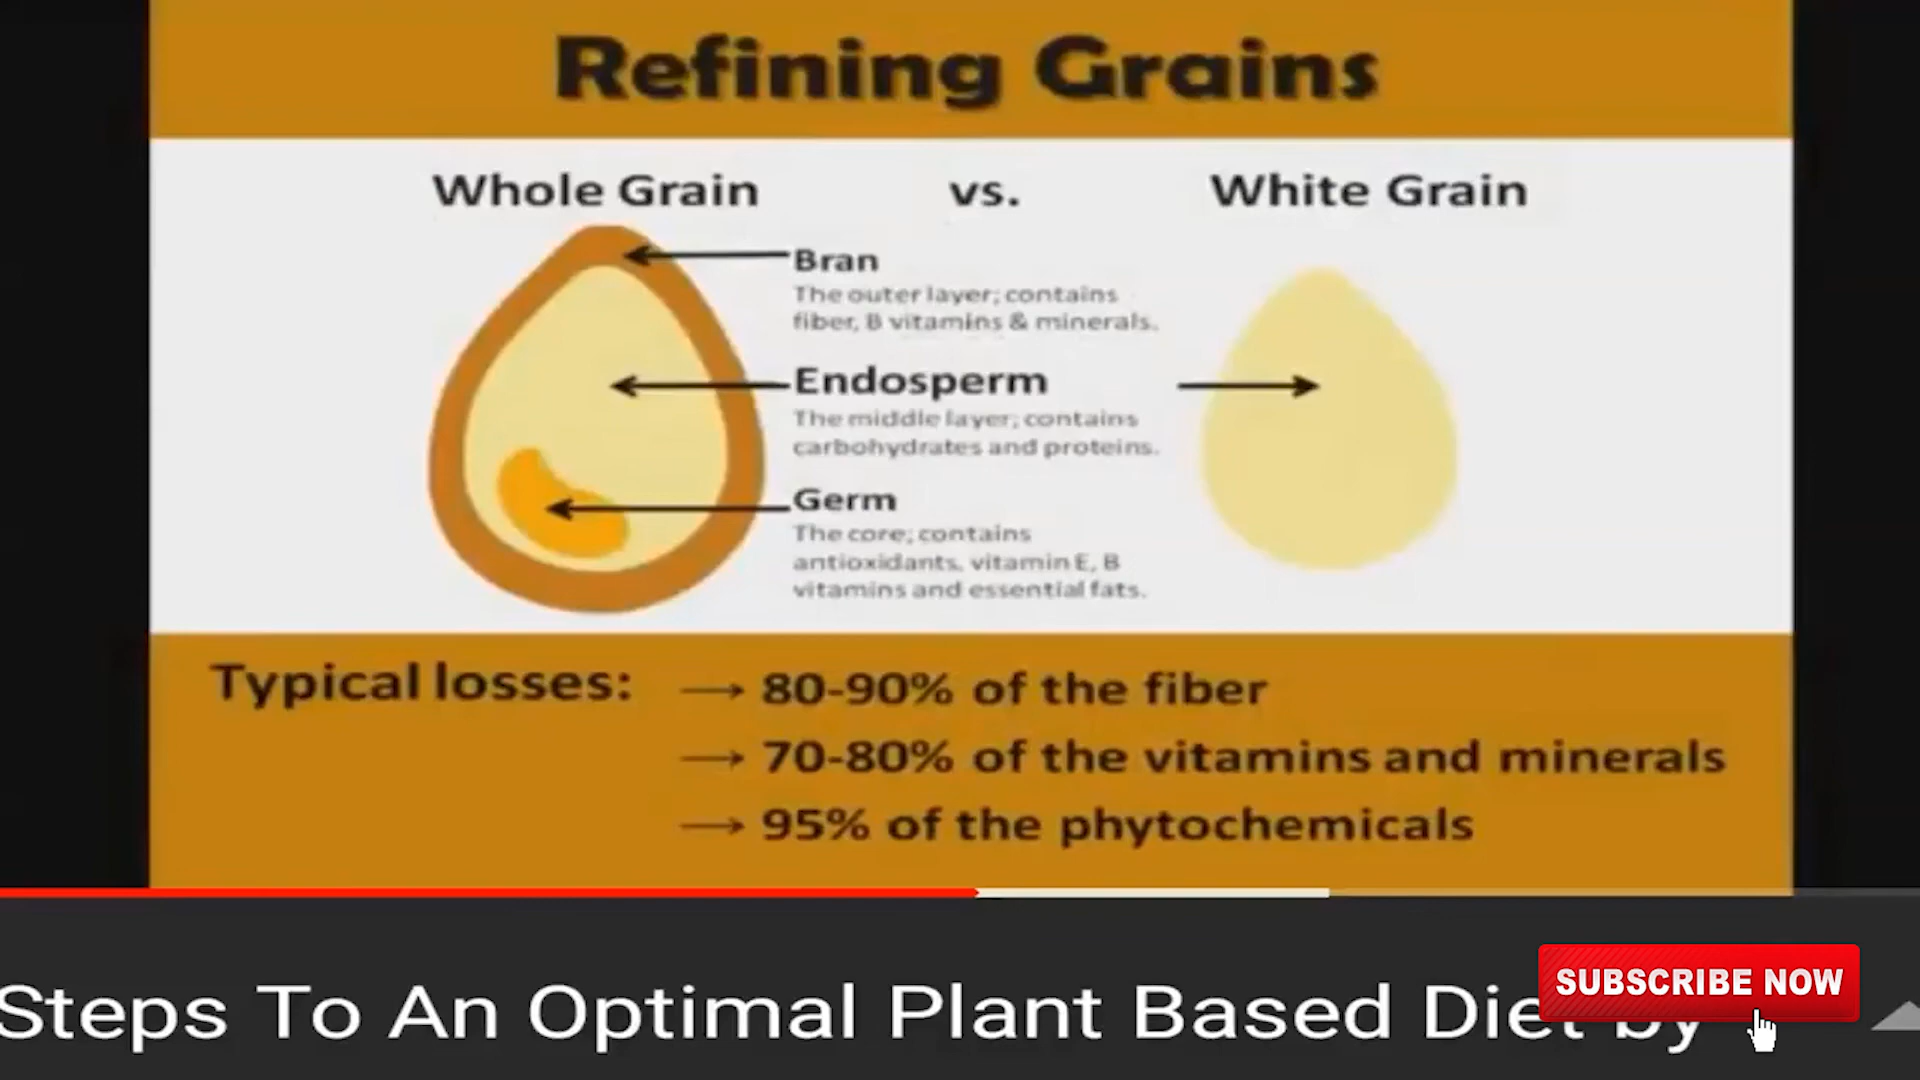 Refining Grains
Whole Grain vs. White Grain
Bran
The outer layer; contains
fiber, B vitamins & minerals.
Endosperm
The middle layer; contains
carbohydrates and proteins.
Germ
The core; contains
antioxidants, vitamin E, B
vitamins and essential fats.
Typical losses: → 80-90% of the fiber
→ 70-80% of the vitamins and minerals
→ 95% of the phytochemicals
Steps To An Optimal Plant Based Diet by
SUBSCRIBE NOW